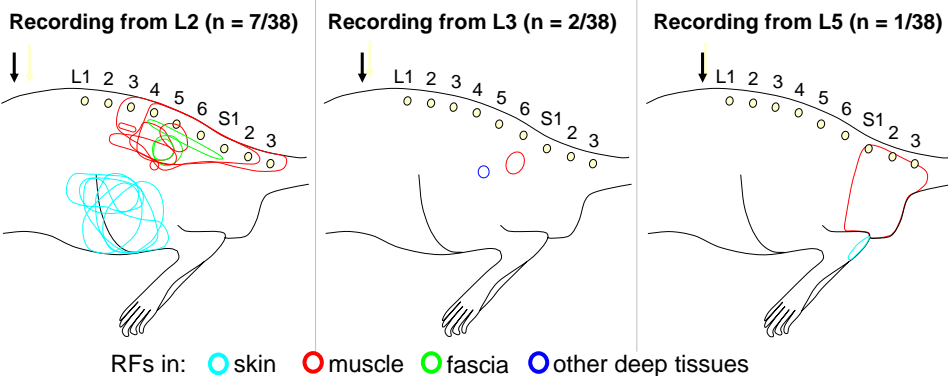 Recording from L2 (n = 7/38)
L1 2 3 4 5 6 S1 2 3
Recording from L3 (n = 2/38)
L1 2 3 4 5 6 S1 2 3
Recording from L5 (n = 1/38)
L1 2 3 4 5 6 S1 2 3
RFs in: skin muscle fascia other deep tissues